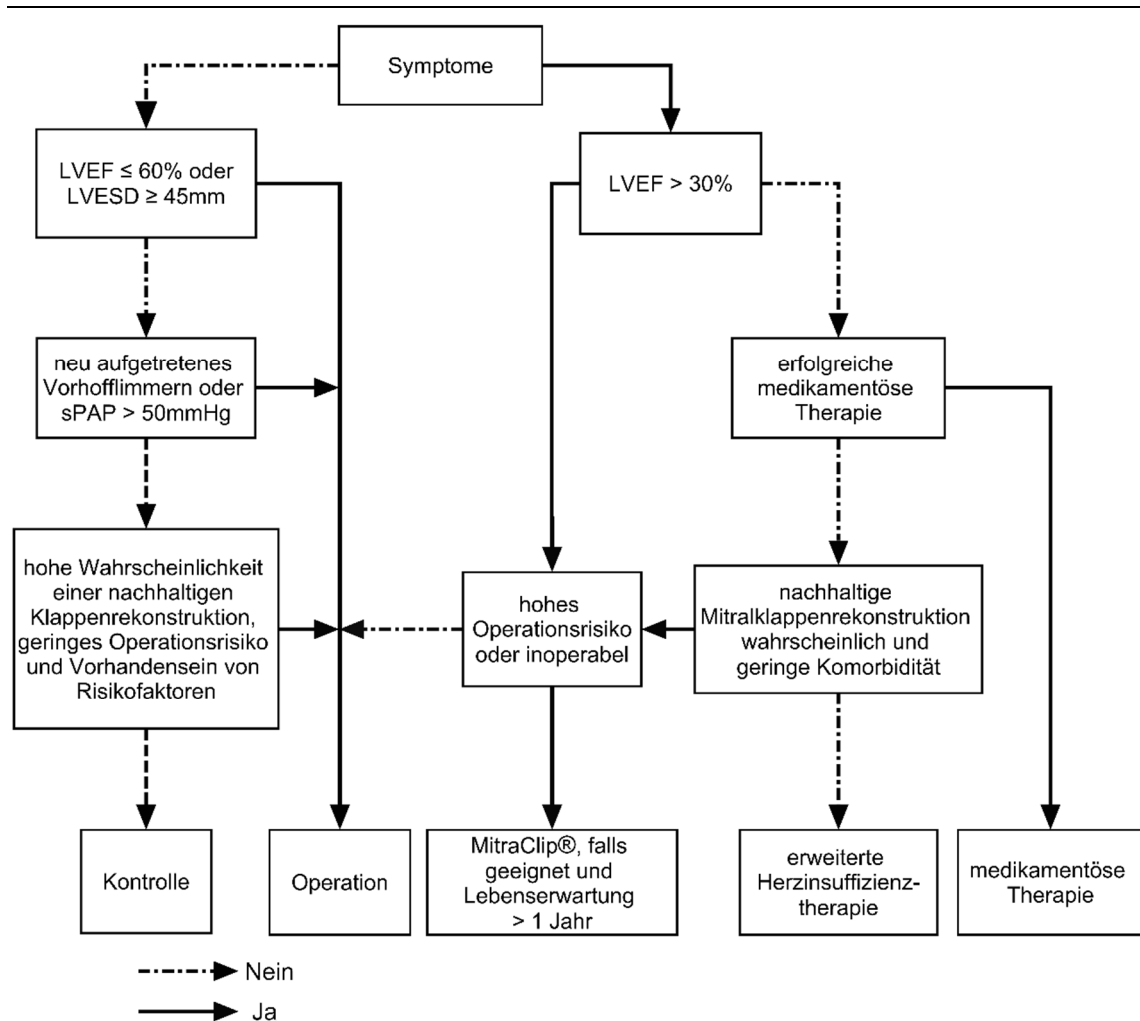 Symptome
LVEF ≤ 60% oder
LVESD ≥ 45mm
LVEF > 30%
neu aufgetretenes
Vorhofflimmern oder
sPAP > 50mmHg
erfolgreiche
medikamentöse
Therapie
hohe Wahrscheinlichkeit
einer nachhaltigen
Klappenrekonstruktion,
geringes Operationsrisiko
und Vorhandensein von
Risikofaktoren
hohes
Operationsrisiko
oder inoperabel
nachhaltige
Mitralklappenrekonstruktion
wahrscheinlich und
geringe Komorbidität
Kontrolle
Operation
MitraClip®, falls
geeignet und
Lebenserwartung
> 1 Jahr
erweiterte
Herzinsuffizienz-
therapie
medikamentöse
Therapie
Nein
Ja